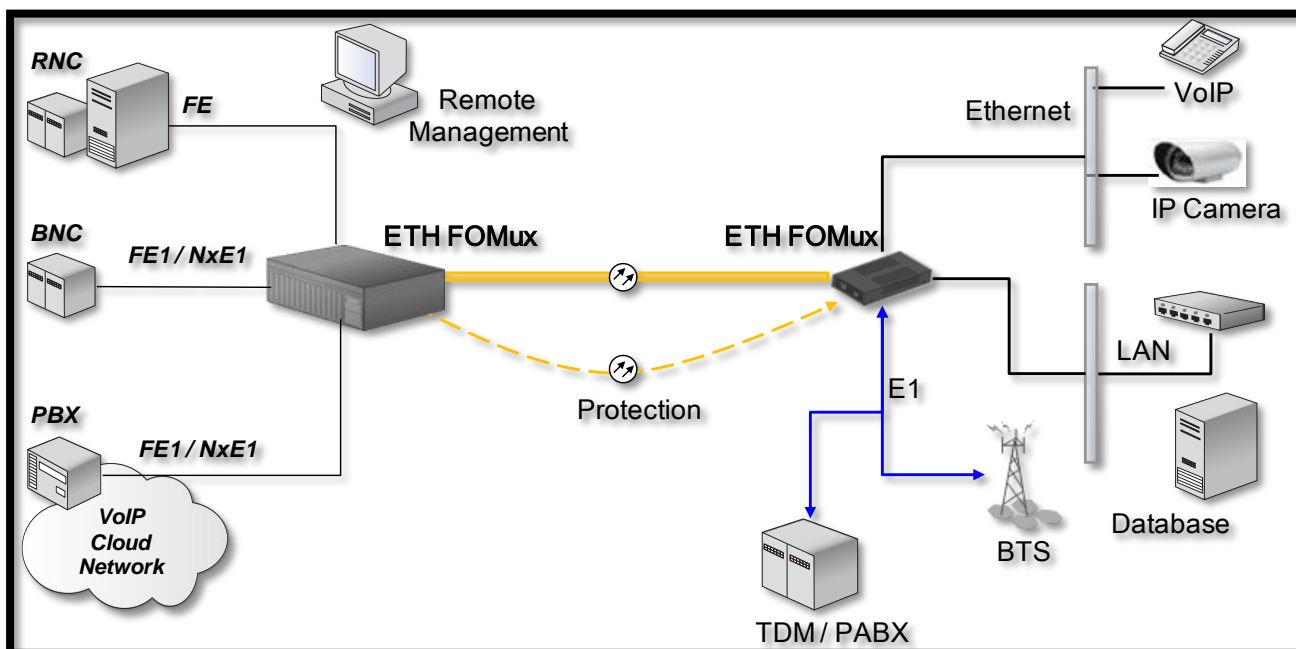 RNC
FE
Remote
Management
VoIP
Ethernet
IP Camera
BNC
FE1 / NxE1
ETH FOMux
ETH FOMux
LAN
E1
Protection
PBX
FE1 / NxE1
VoIP
Cloud
Network
BTS
Database
TDM / PABX